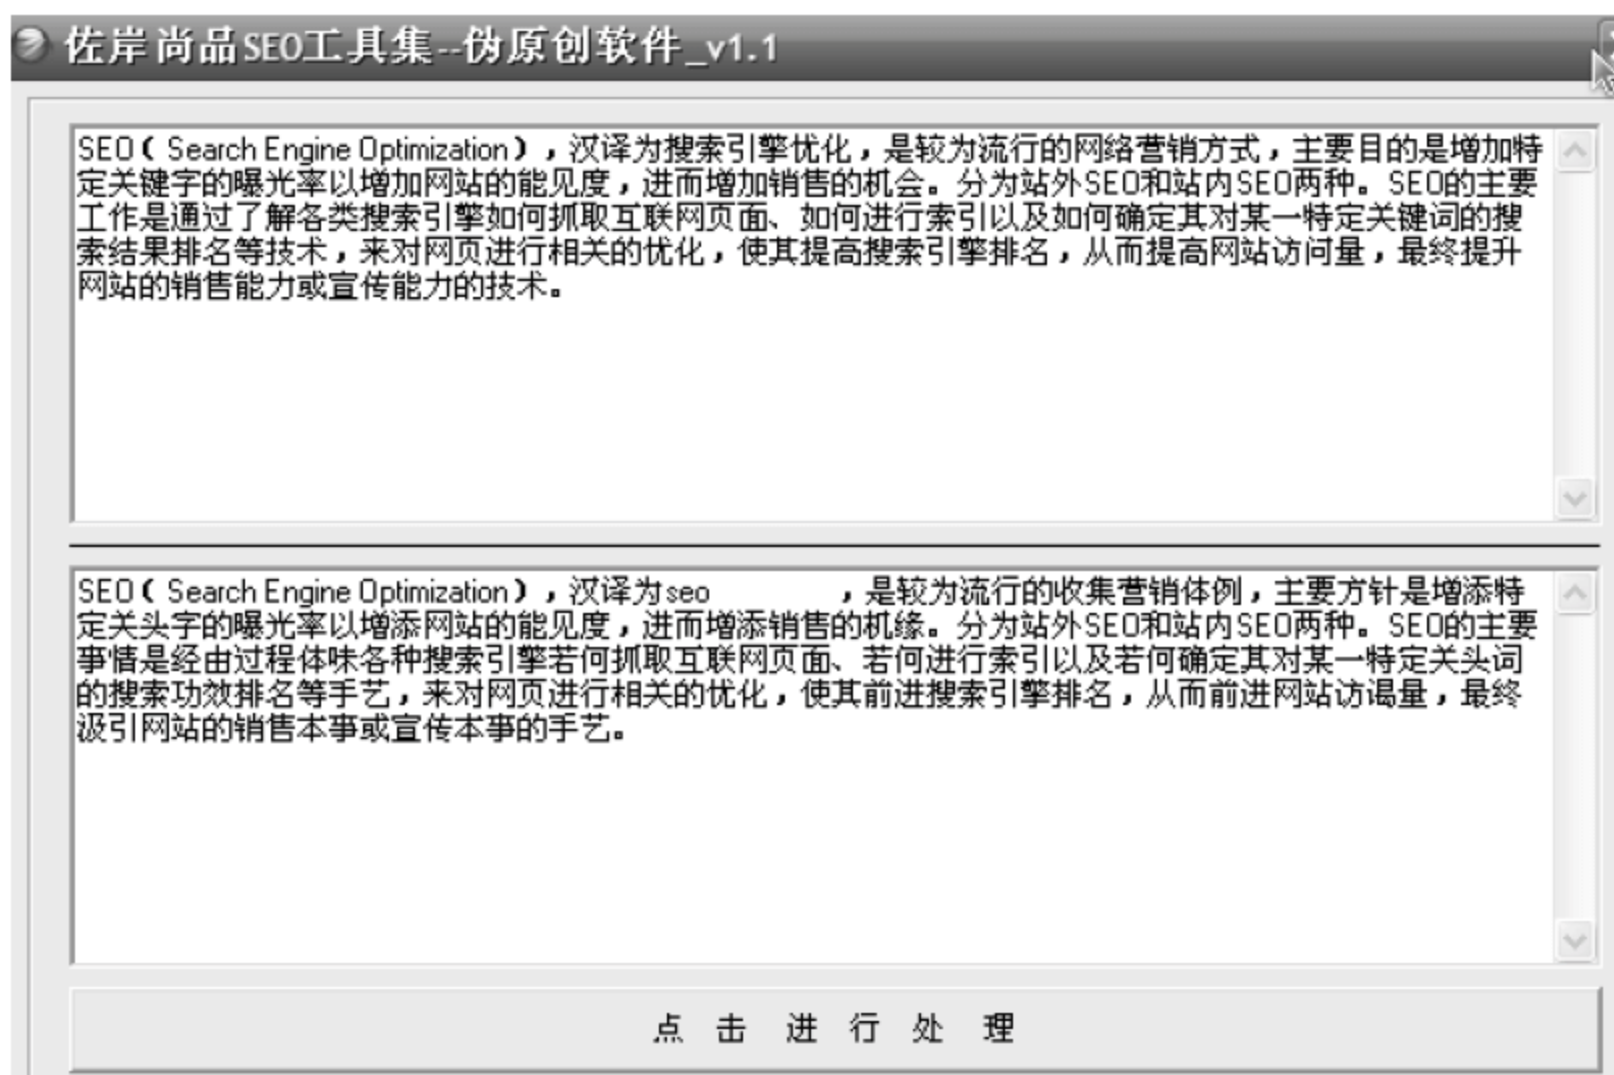 佐岸尚品SEO工具集--伪原创软件_v1.1
SEO（ Search Engine Optimization），汉译为搜索引擎优化，是较为流行的网络营销方式，主要目的是增加特
定关键字的曝光率以增加网站的能见度，进而增加销售的机会。分为站外SEO和站内SEO两种。SEO的主要
工作是通过了解各类搜索引擎如何抓取互联网页面、如何进行索引以及如何确定其对某一特定关键词的搜
索结果排名等技术，来对网页进行相关的优化，使其提高搜索引擎排名，从而提高网站访问量，最终提升
网站的销售能力或宣传能力的技术。
SEO（ Search Engine Optimization），汉译为seo ，是较为流行的收集营销体例，主要方针是增添特
定关头字的曝光率以增添网站的能见度，进而增添销售的机缘。分为站外SEO和站内SEO两种。SEO的主要
事情是经由过程体味各种搜索引擎若何抓取互联网页面、若何进行索引以及若何确定其对某一特定关头词
的搜索功效排名等手艺，来对网页进行相关的优化，使其前进搜索引擎排名，从而前进网站访谒量，最终
汲引网站的销售本事或宣传本事的手艺。
点击进行处理